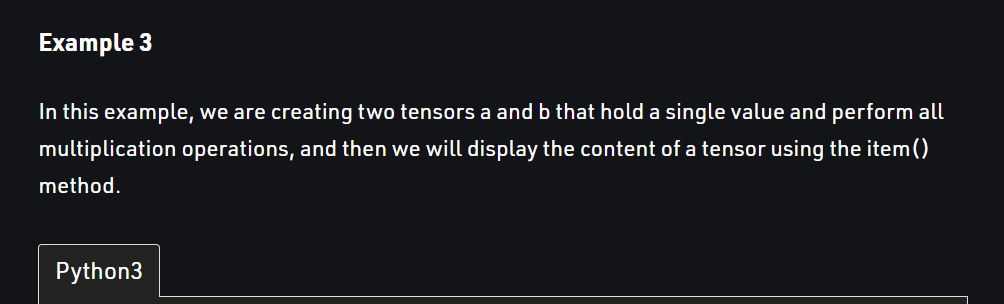 Example 3
In this example, we are creating two tensors a and b that hold a single value and perform all
multiplication operations, and then we will display the content of a tensor using the item()
method.
Python3